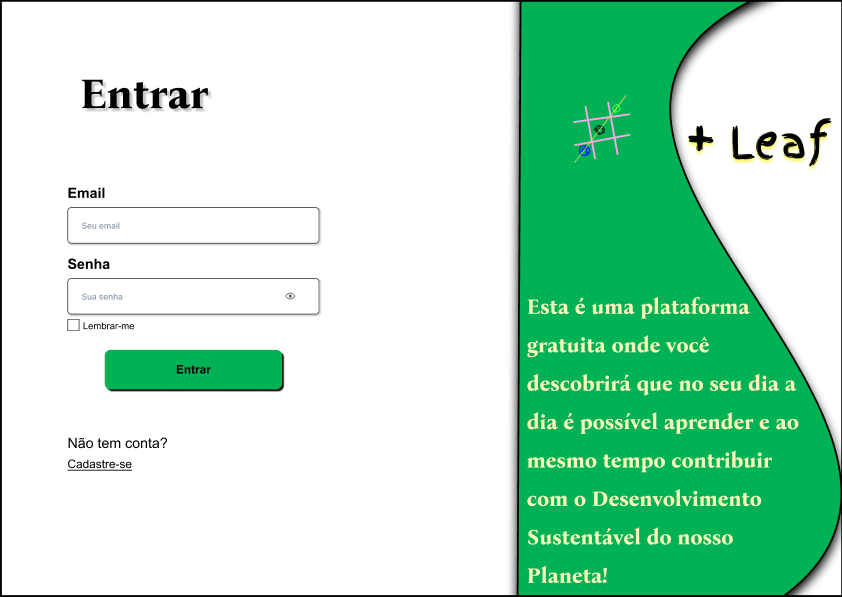 Entrar
Email
Seu email
Senha
Sua senha
Lembrar-me
Entrar
Não tem conta?
Cadastre-se
+ Leaf
Esta é uma plataforma
gratuita onde você
descobrirá que no seu dia a
dia é possível aprender e ao
mesmo tempo contribuir
com o Desenvolvimento
Sustentável do nosso
Planeta!